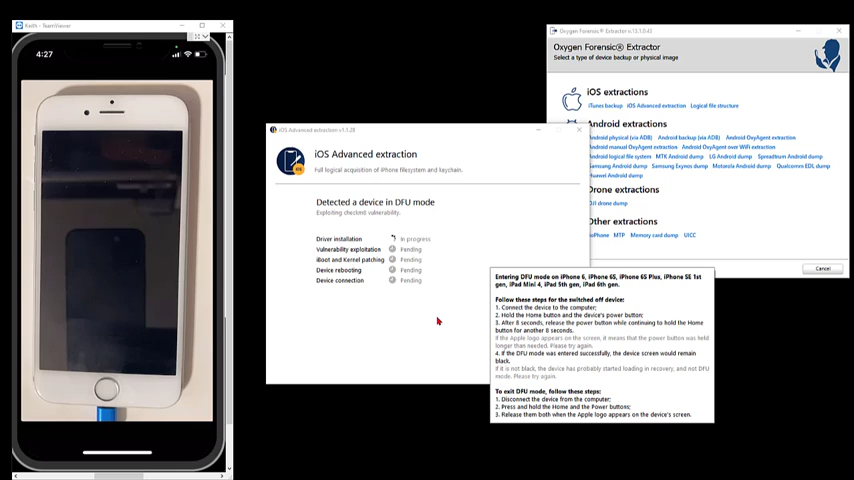 Keith - TeamViewer
4:27
iOS Advanced extraction v1.3.28
iOS Advanced extraction
Full logical acquisition of iPhone filesystem and keychain.
Detected a device in DFU mode
Exploiting checkm8 vulnerability.
Driver installation In progress
Vulnerability exploitation Pending
iBoot and Kernel patching Pending
Device rebooting Pending
Device connection Pending
Oxygen Forensic Extractor v.13.1.0.43
Oxygen Forensic® Extractor
Select a type of device backup or physical image
iOS extractions
iTunes backup iOS Advanced extraction Logical file structure
Android extractions
Android physical (via ADB) Android backup (via ADB) Android OxyAgent extraction
Android manual OxyAgent extraction Android OxyAgent over WiFi extraction
Android logical file system MTK Android dump LG Android dump Spreadtrum Android dump
Samsung Android dump Samsung Exynos dump Motorola Android dump Qualcomm EDL dump
Huawei Android dump
Drone extractions
DJI drone dump
Other extractions
IoPhone MTP Memory card dump UICC
Cancel
Entering DFU mode on iPhone 6, iPhone 6S, iPhone 6S Plus, iPhone SE 1st
gen, iPad Mini 4, iPad 5th gen, iPad 6th gen.
Follow these steps for the switched off device:
1. Connect the device to the computer;
2. Hold the Home button and the device's power button;
3. After 8 seconds, release the power button while continuing to hold the Home
button for another 8 seconds.
If the Apple logo appears on the screen, it means that the power button was held
longer than needed. Please try again.
4. If the DFU mode was entered successfully, the device screen would remain
black.
If it is not black, the device has probably started loading in recovery, and not DFU
mode. Please try again.
To exit DFU mode, follow these steps:
1. Disconnect the device from the computer;
2. Press and hold the Home and the Power buttons;
3. Release them both when the Apple logo appears on the device's screen.